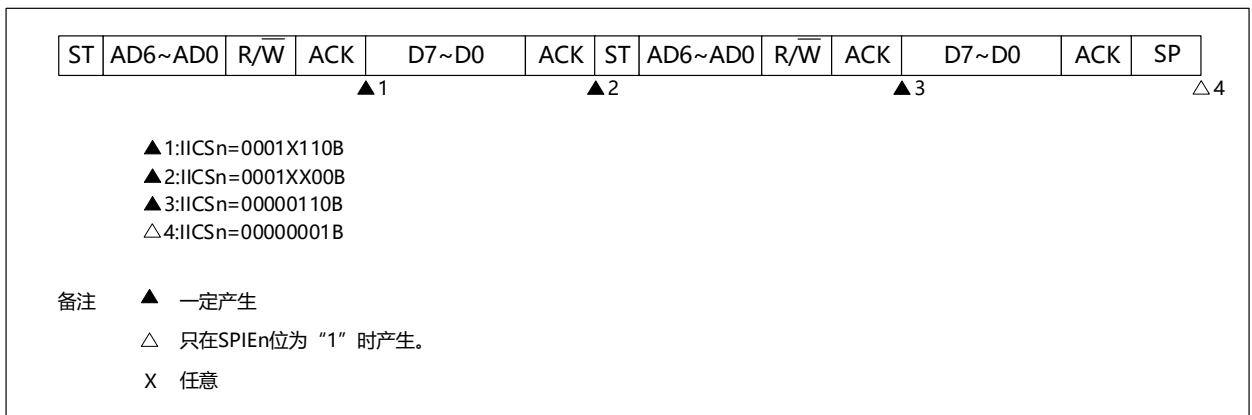 ST AD6~AD0 R/W̅ ACK D7~D0 ACK ST AD6~AD0 R/W̅ ACK D7~D0 ACK SP
▲1 ▲2 ▲3 △4
▲1:IICSn=0001X110B
▲2:IICSn=0001XX00B
▲3:IICSn=00000110B
△4:IICSn=00000001B
备注 ▲ 一定产生
△ 只在SPIEn位为“1”时产生。
X 任意